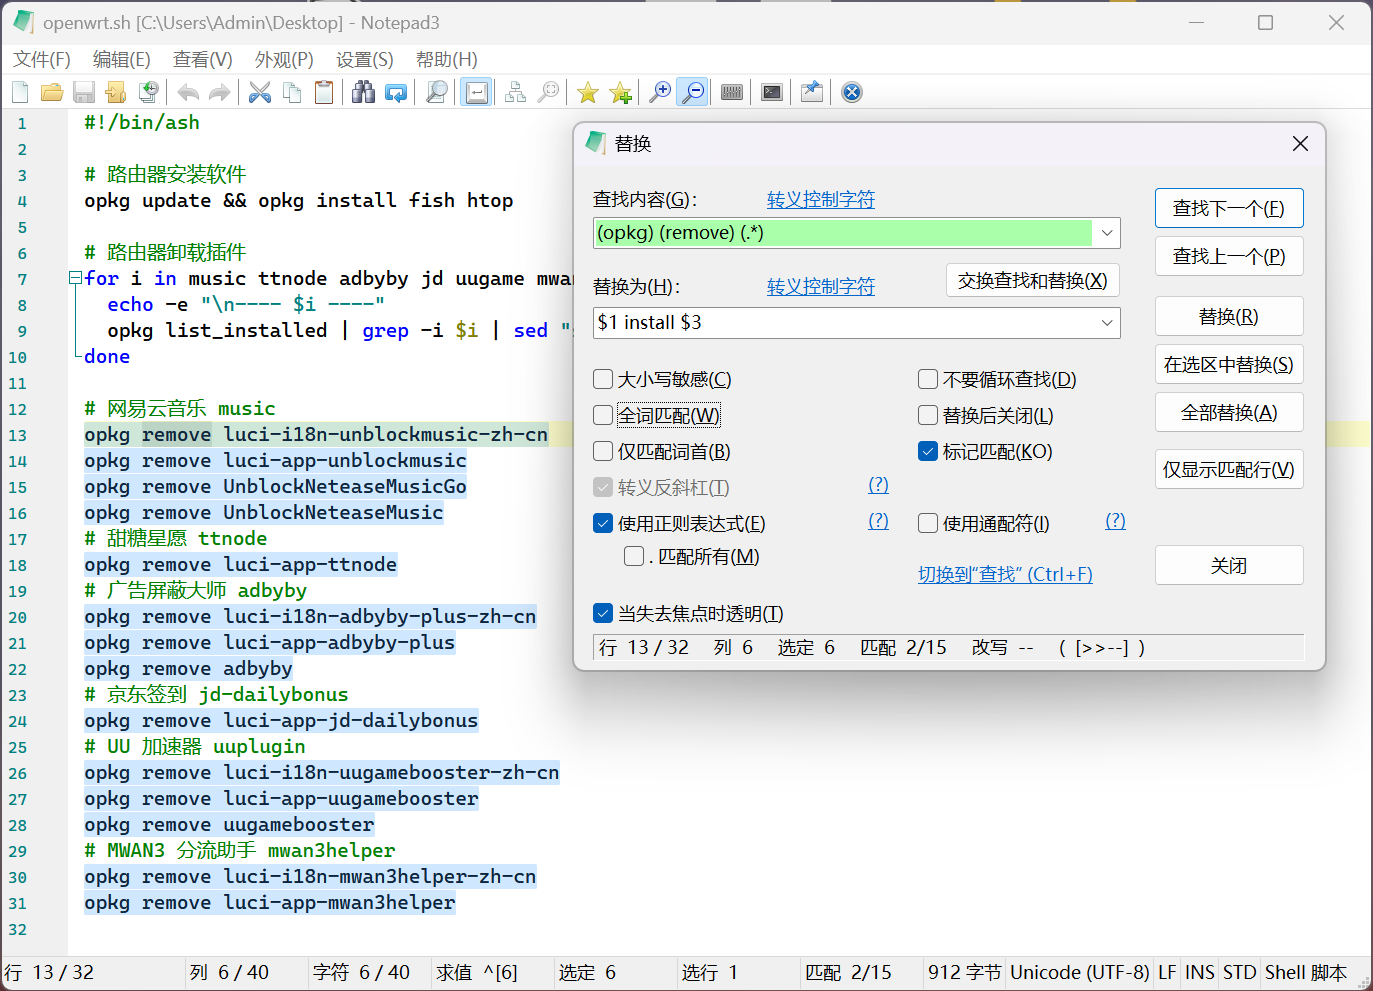 openwrt.sh [C:\Users\Admin\Desktop] - Notepad3
文件(F) 编辑(E) 查看(V) 外观(P) 设置(S) 帮助(H)
1 #!/bin/ash
2
3 # 路由器安装软件
4 opkg update && opkg install fish htop
5
6 # 路由器卸载插件
7 for i in music ttnode adbyby jd uugame mwan
8 echo -e "\n---- $i ----"
9 opkg list_installed | grep -i $i | sed "
10 done
11
12 # 网易云音乐 music
13 opkg remove luci-i18n-unblockmusic-zh-cn
14 opkg remove luci-app-unblockmusic
15 opkg remove UnblockNeteaseMusicGo
16 opkg remove UnblockNeteaseMusic
17 # 甜糖星愿 ttnode
18 opkg remove luci-app-ttnode
19 # 广告屏蔽大师 adbyby
20 opkg remove luci-i18n-adbyby-plus-zh-cn
21 opkg remove luci-app-adbyby-plus
22 opkg remove adbyby
23 # 京东签到 jd-dailybonus
24 opkg remove luci-app-jd-dailybonus
25 # UU 加速器 uuplugin
26 opkg remove luci-i18n-uugamebooster-zh-cn
27 opkg remove luci-app-uugamebooster
28 opkg remove uugamebooster
29 # MWAN3 分流助手 mwan3helper
30 opkg remove luci-i18n-mwan3helper-zh-cn
31 opkg remove luci-app-mwan3helper
32
替换
查找内容(G): 转义控制字符
(opkg) (remove) (.*)
替换为(H): 转义控制字符 交换查找和替换(X)
$1 install $3
大小写敏感(C) 不要循环查找(D)
全词匹配(W) 替换后关闭(L)
仅匹配词首(B) 标记匹配(KO)
转义反斜杠(T) (?)
使用正则表达式(E) (?) 使用通配符(I) (?)
. 匹配所有(M)
切换到“查找” (Ctrl+F)
当失去焦点时透明(T)
行 13 / 32 列 6 选定 6 匹配 2/15 改写 -- ( [>>--] )
查找下一个(F)
查找上一个(P)
替换(R)
在选区中替换(S)
全部替换(A)
仅显示匹配行(V)
关闭
行 13 / 32 列 6 / 40 字符 6 / 40 求值 ^[6] 选定 6 选行 1 匹配 2/15 912 字节 Unicode (UTF-8) LF INS STD Shell 脚本